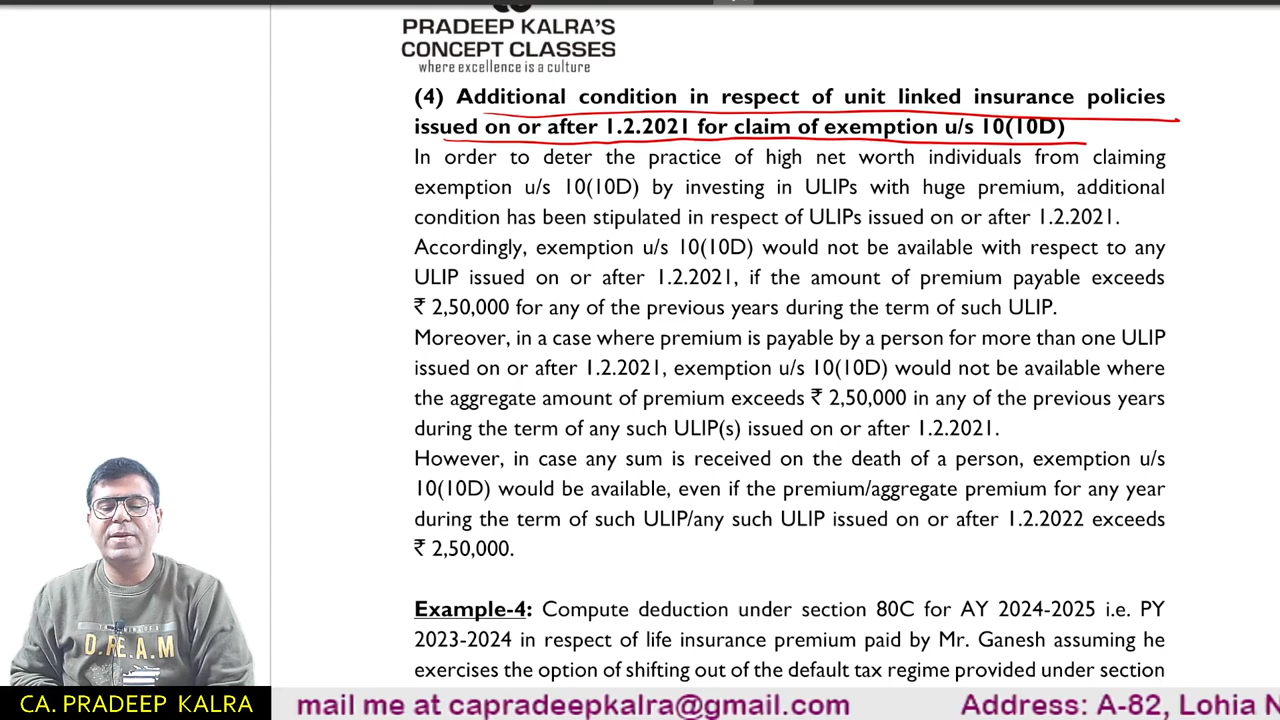 PRADEEP KALRA'S
CONCEPT CLASSES
where excellence is a culture
(4) Additional condition in respect of unit linked insurance policies
issued on or after 1.2.2021 for claim of exemption u/s 10(10D)
In order to deter the practice of high net worth individuals from claiming
exemption u/s 10(10D) by investing in ULIPs with huge premium, additional
condition has been stipulated in respect of ULIPs issued on or after 1.2.2021.
Accordingly, exemption u/s 10(10D) would not be available with respect to any
ULIP issued on or after 1.2.2021, if the amount of premium payable exceeds
₹ 2,50,000 for any of the previous years during the term of such ULIP.
Moreover, in a case where premium is payable by a person for more than one ULIP
issued on or after 1.2.2021, exemption u/s 10(10D) would not be available where
the aggregate amount of premium exceeds ₹ 2,50,000 in any of the previous years
during the term of any such ULIP(s) issued on or after 1.2.2021.
However, in case any sum is received on the death of a person, exemption u/s
10(10D) would be available, even if the premium/aggregate premium for any year
during the term of such ULIP/any such ULIP issued on or after 1.2.2022 exceeds
₹ 2,50,000.
Example-4: Compute deduction under section 80C for AY 2024-2025 i.e. PY
2023-2024 in respect of life insurance premium paid by Mr. Ganesh assuming he
exercises the option of shifting out of the default tax regime provided under section
CA. PRADEEP KALRA
mail me at capradeepkalra@gmail.com
Address: A-82, Lohia N